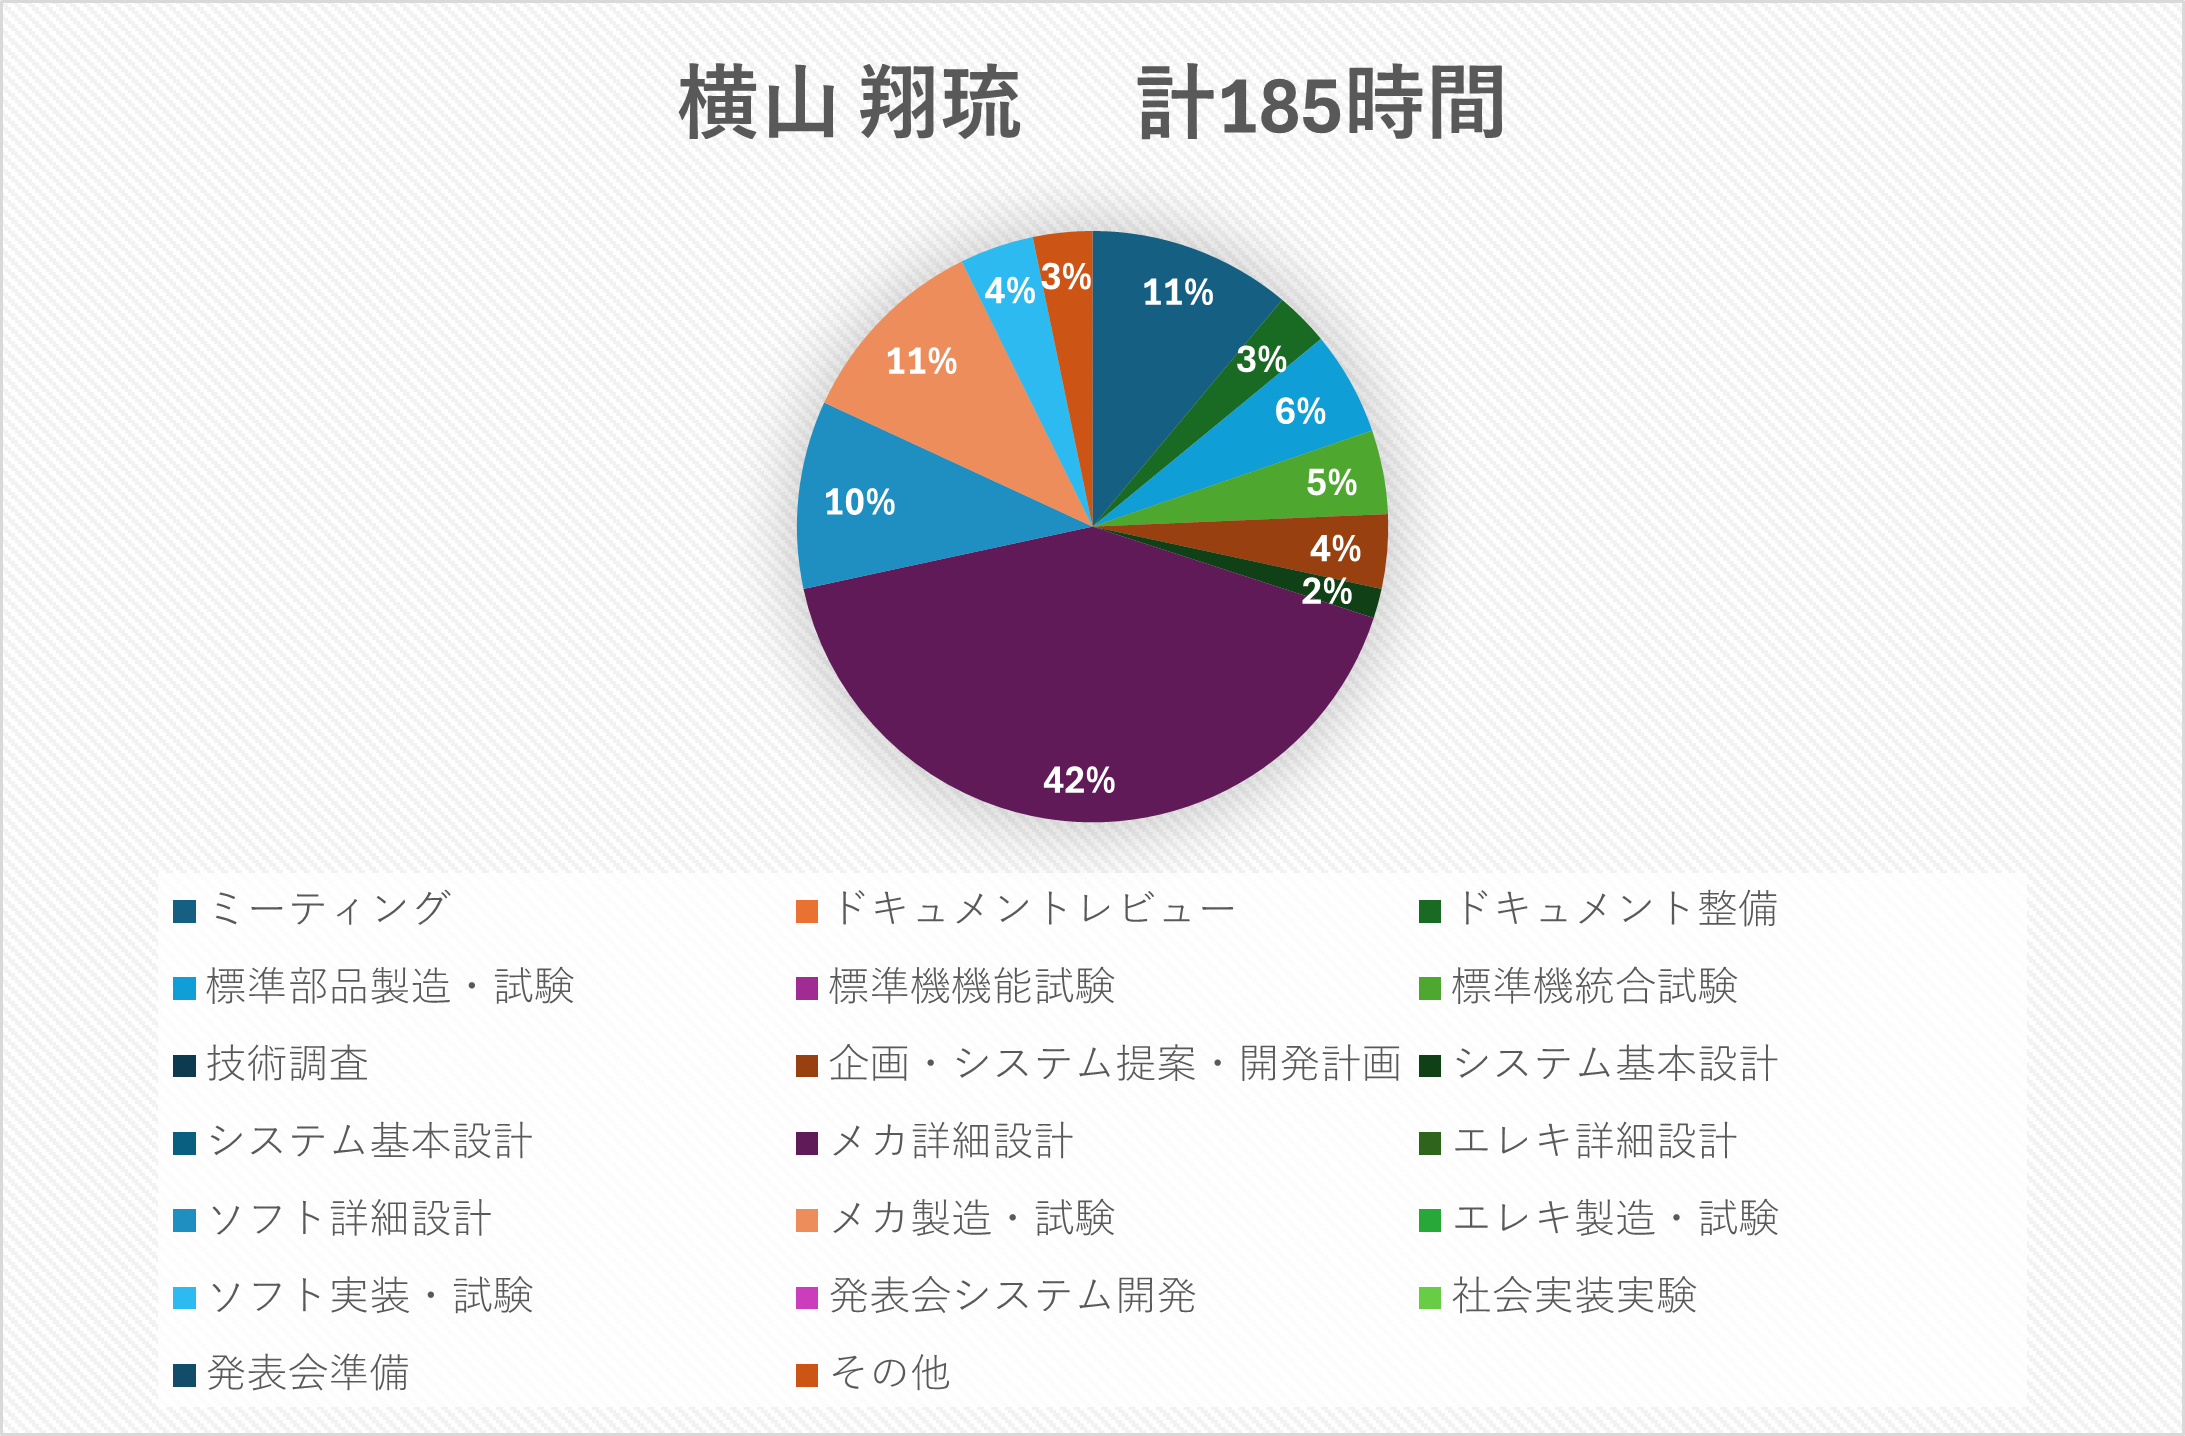 横山 翔琉　計185時間
11%
3%
6%
5%
4%
2%
42%
10%
11%
4%
3%
ミーティング
ドキュメントレビュー
ドキュメント整備
標準部品製造・試験
標準機機能試験
標準機統合試験
技術調査
企画・システム提案・開発計画
システム基本設計
システム基本設計
メカ詳細設計
エレキ詳細設計
ソフト詳細設計
メカ製造・試験
エレキ製造・試験
ソフト実装・試験
発表会システム開発
社会実装実験
発表会準備
その他